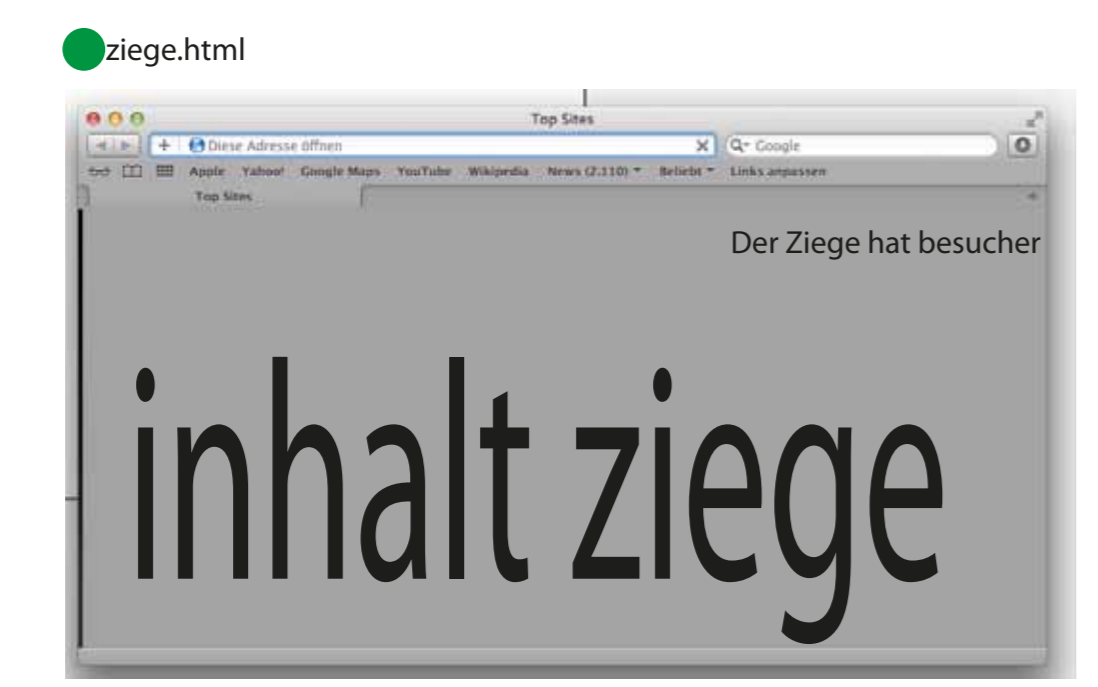 ziege.html
Top Sites
Diese Adresse öffnen
Google
Apple Yahoo! Google Maps YouTube Wikipedia News (2.110) Beliebt Links anpassen
Top Sites
Der Ziege hat besucher
inhalt ziege